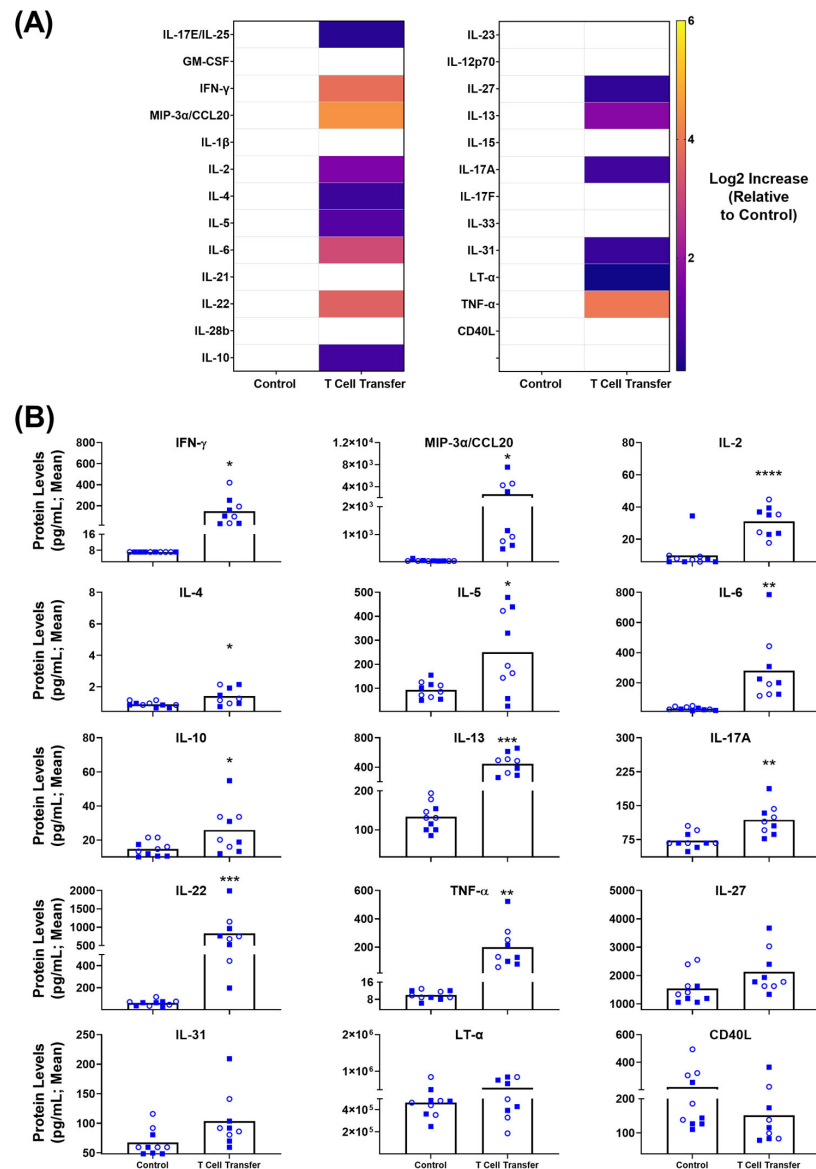 (A)
IL-17E/IL-25
GM-CSF
IFN-γ
MIP-3α/CCL20
IL-1β
IL-2
IL-4
IL-5
IL-6
IL-21
IL-22
IL-28b
IL-10
Control T Cell Transfer
IL-23
IL-12p70
IL-27
IL-13
IL-15
IL-17A
IL-17F
IL-33
IL-31
LT-α
TNF-α
CD40L
Control T Cell Transfer
6
4
2
Log2 Increase
(Relative
to Control)
(B)
IFN-γ
Protein Levels
(pg/mL; Mean)
800
600
400
200
16
8
*
MIP-3α/CCL20
1.2×10⁴
8×10³
4×10³
1×10³
*
IL-2
80
60
40
20
****
IL-4
Protein Levels
(pg/mL; Mean)
8
6
4
2
*
IL-5
500
400
300
200
100
*
IL-6
800
600
400
200
**
IL-10
Protein Levels
(pg/mL; Mean)
80
60
40
20
*
IL-13
800
400
200
100
***
IL-17A
300
225
150
75
**
IL-22
Protein Levels
(pg/mL; Mean)
2000
1500
1000
500
200
***
TNF-α
600
400
200
16
8
**
IL-27
5000
4000
3000
2000
1000
IL-31
Protein Levels
(pg/mL; Mean)
250
200
150
100
50
Control T Cell Transfer
LT-α
2×10⁶
1×10⁶
4×10⁵
2×10⁵
Control T Cell Transfer
CD40L
600
400
200
100
Control T Cell Transfer